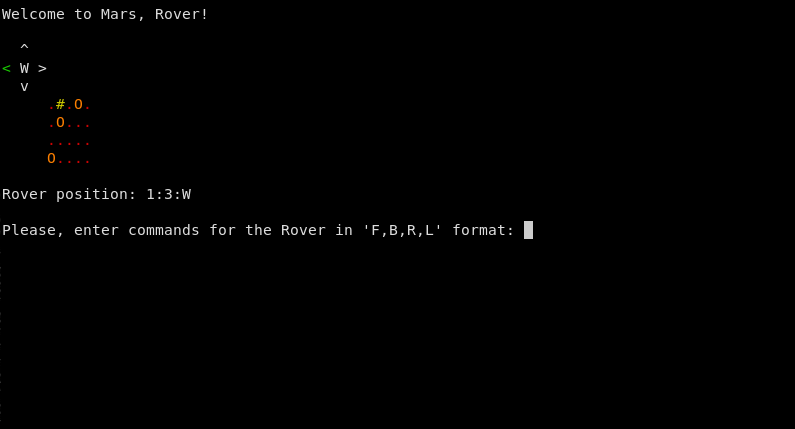 Welcome to Mars, Rover!
^
< W >
v
.#.O.
.O...
.....
O....
Rover position: 1:3:W
Please, enter commands for the Rover in 'F,B,R,L' format: